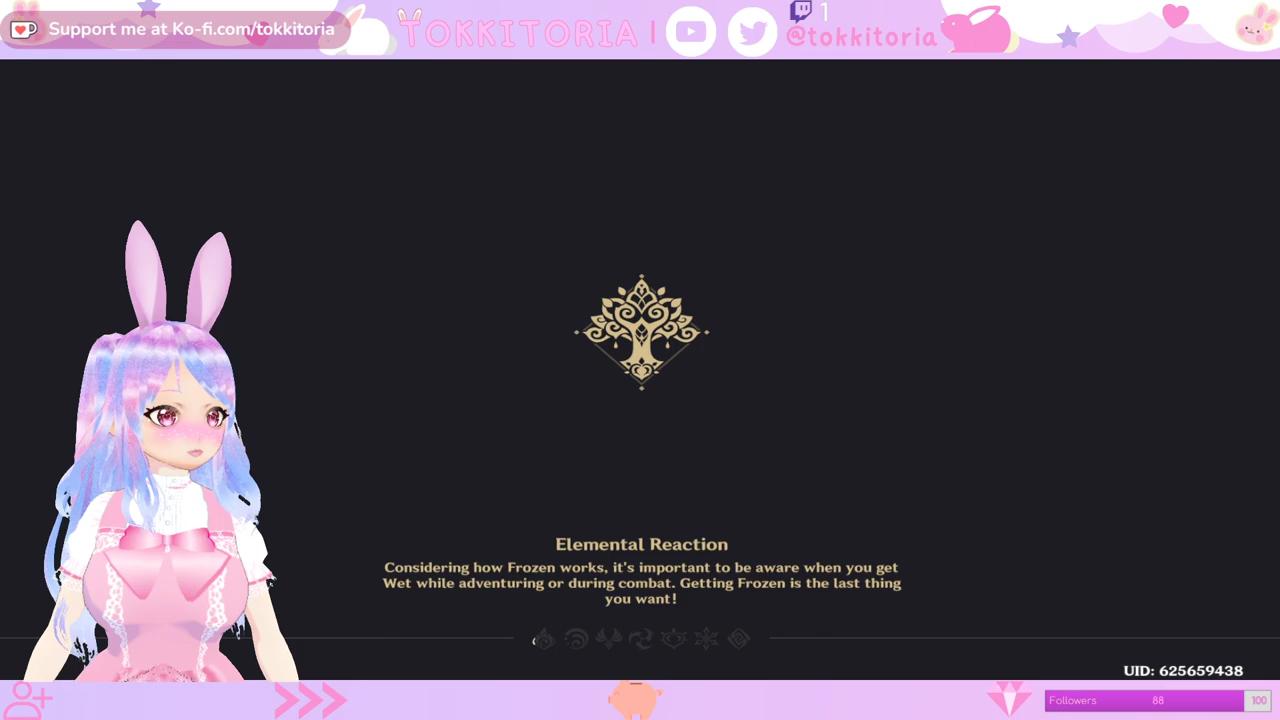 Support me at Ko-fi.com/tokkitoria
TOKKITORIA |
1
@tokkitoria
Elemental Reaction
Considering how Frozen works, it's important to be aware when you get
Wet while adventuring or during combat. Getting Frozen is the last thing
you want!
UID: 625659438
Followers 88 100